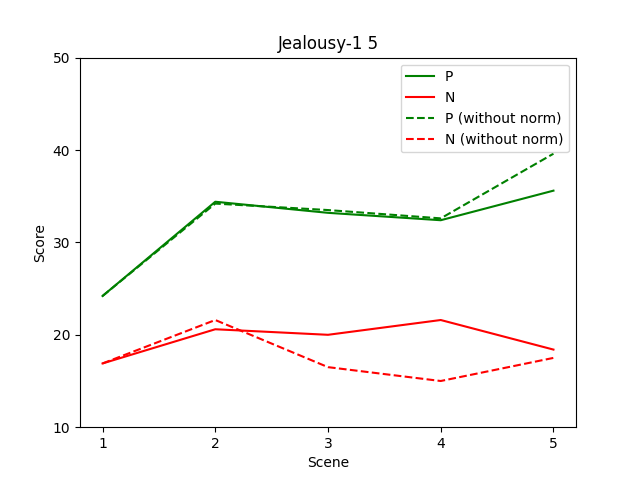 Jealousy-1 5
50
40
30
20
10
Score
1 2 3 4 5
Scene
P
N
P (without norm)
N (without norm)